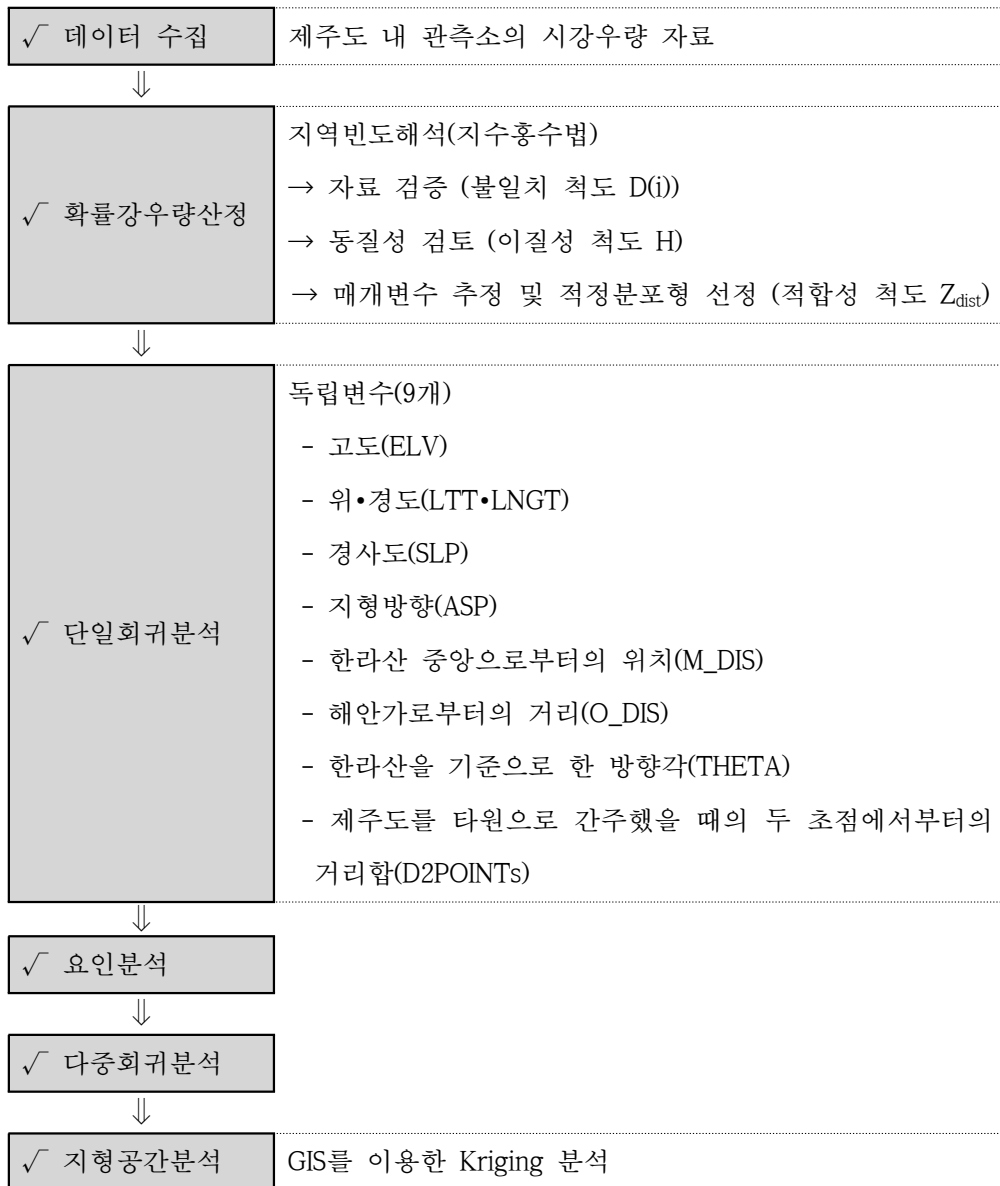 √ 데이터 수집 제주도 내 관측소의 시강우량 자료
⇓
√ 확률강우량산정
지역빈도해석(지수홍수법)
→ 자료 검증 (불일치 척도 D(i))
→ 동질성 검토 (이질성 척도 H)
→ 매개변수 추정 및 적정분포형 선정 (적합성 척도 Zdist)
⇓
√ 단일회귀분석
독립변수(9개)
- 고도(ELV)
- 위•경도(LTT•LNGT)
- 경사도(SLP)
- 지형방향(ASP)
- 한라산 중앙으로부터의 위치(M_DIS)
- 해안가로부터의 거리(O_DIS)
- 한라산을 기준으로 한 방향각(THETA)
- 제주도를 타원으로 간주했을 때의 두 초점에서부터의
거리합(D2POINTs)
⇓
√ 요인분석
⇓
√ 다중회귀분석
⇓
√ 지형공간분석 GIS를 이용한 Kriging 분석